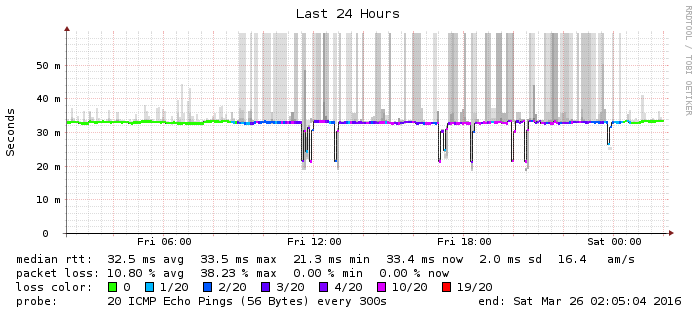 Last 24 Hours
RRDTOOL / TOBI OETIKER
Seconds
50 m
40 m
30 m
20 m
10 m
0
Fri 06:00 Fri 12:00 Fri 18:00 Sat 00:00
median rtt: 32.5 ms avg 33.5 ms max 21.3 ms min 33.4 ms now 2.0 ms sd 16.4 am/s
packet loss: 10.80 % avg 38.23 % max 0.00 % min 0.00 % now
loss color: 0 1/20 2/20 3/20 4/20 10/20 19/20
probe: 20 ICMP Echo Pings (56 Bytes) every 300s end: Sat Mar 26 02:05:04 2016